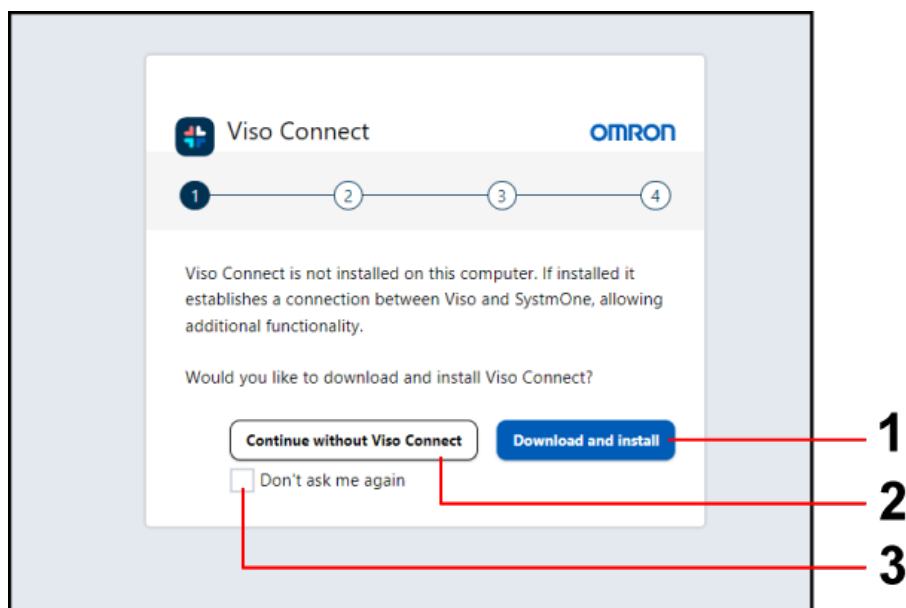 Viso Connect OMRON
1 2 3 4
Viso Connect is not installed on this computer. If installed it
establishes a connection between Viso and SystmOne, allowing
additional functionality.
Would you like to download and install Viso Connect?
Continue without Viso Connect Download and install
Don't ask me again
1
2
3